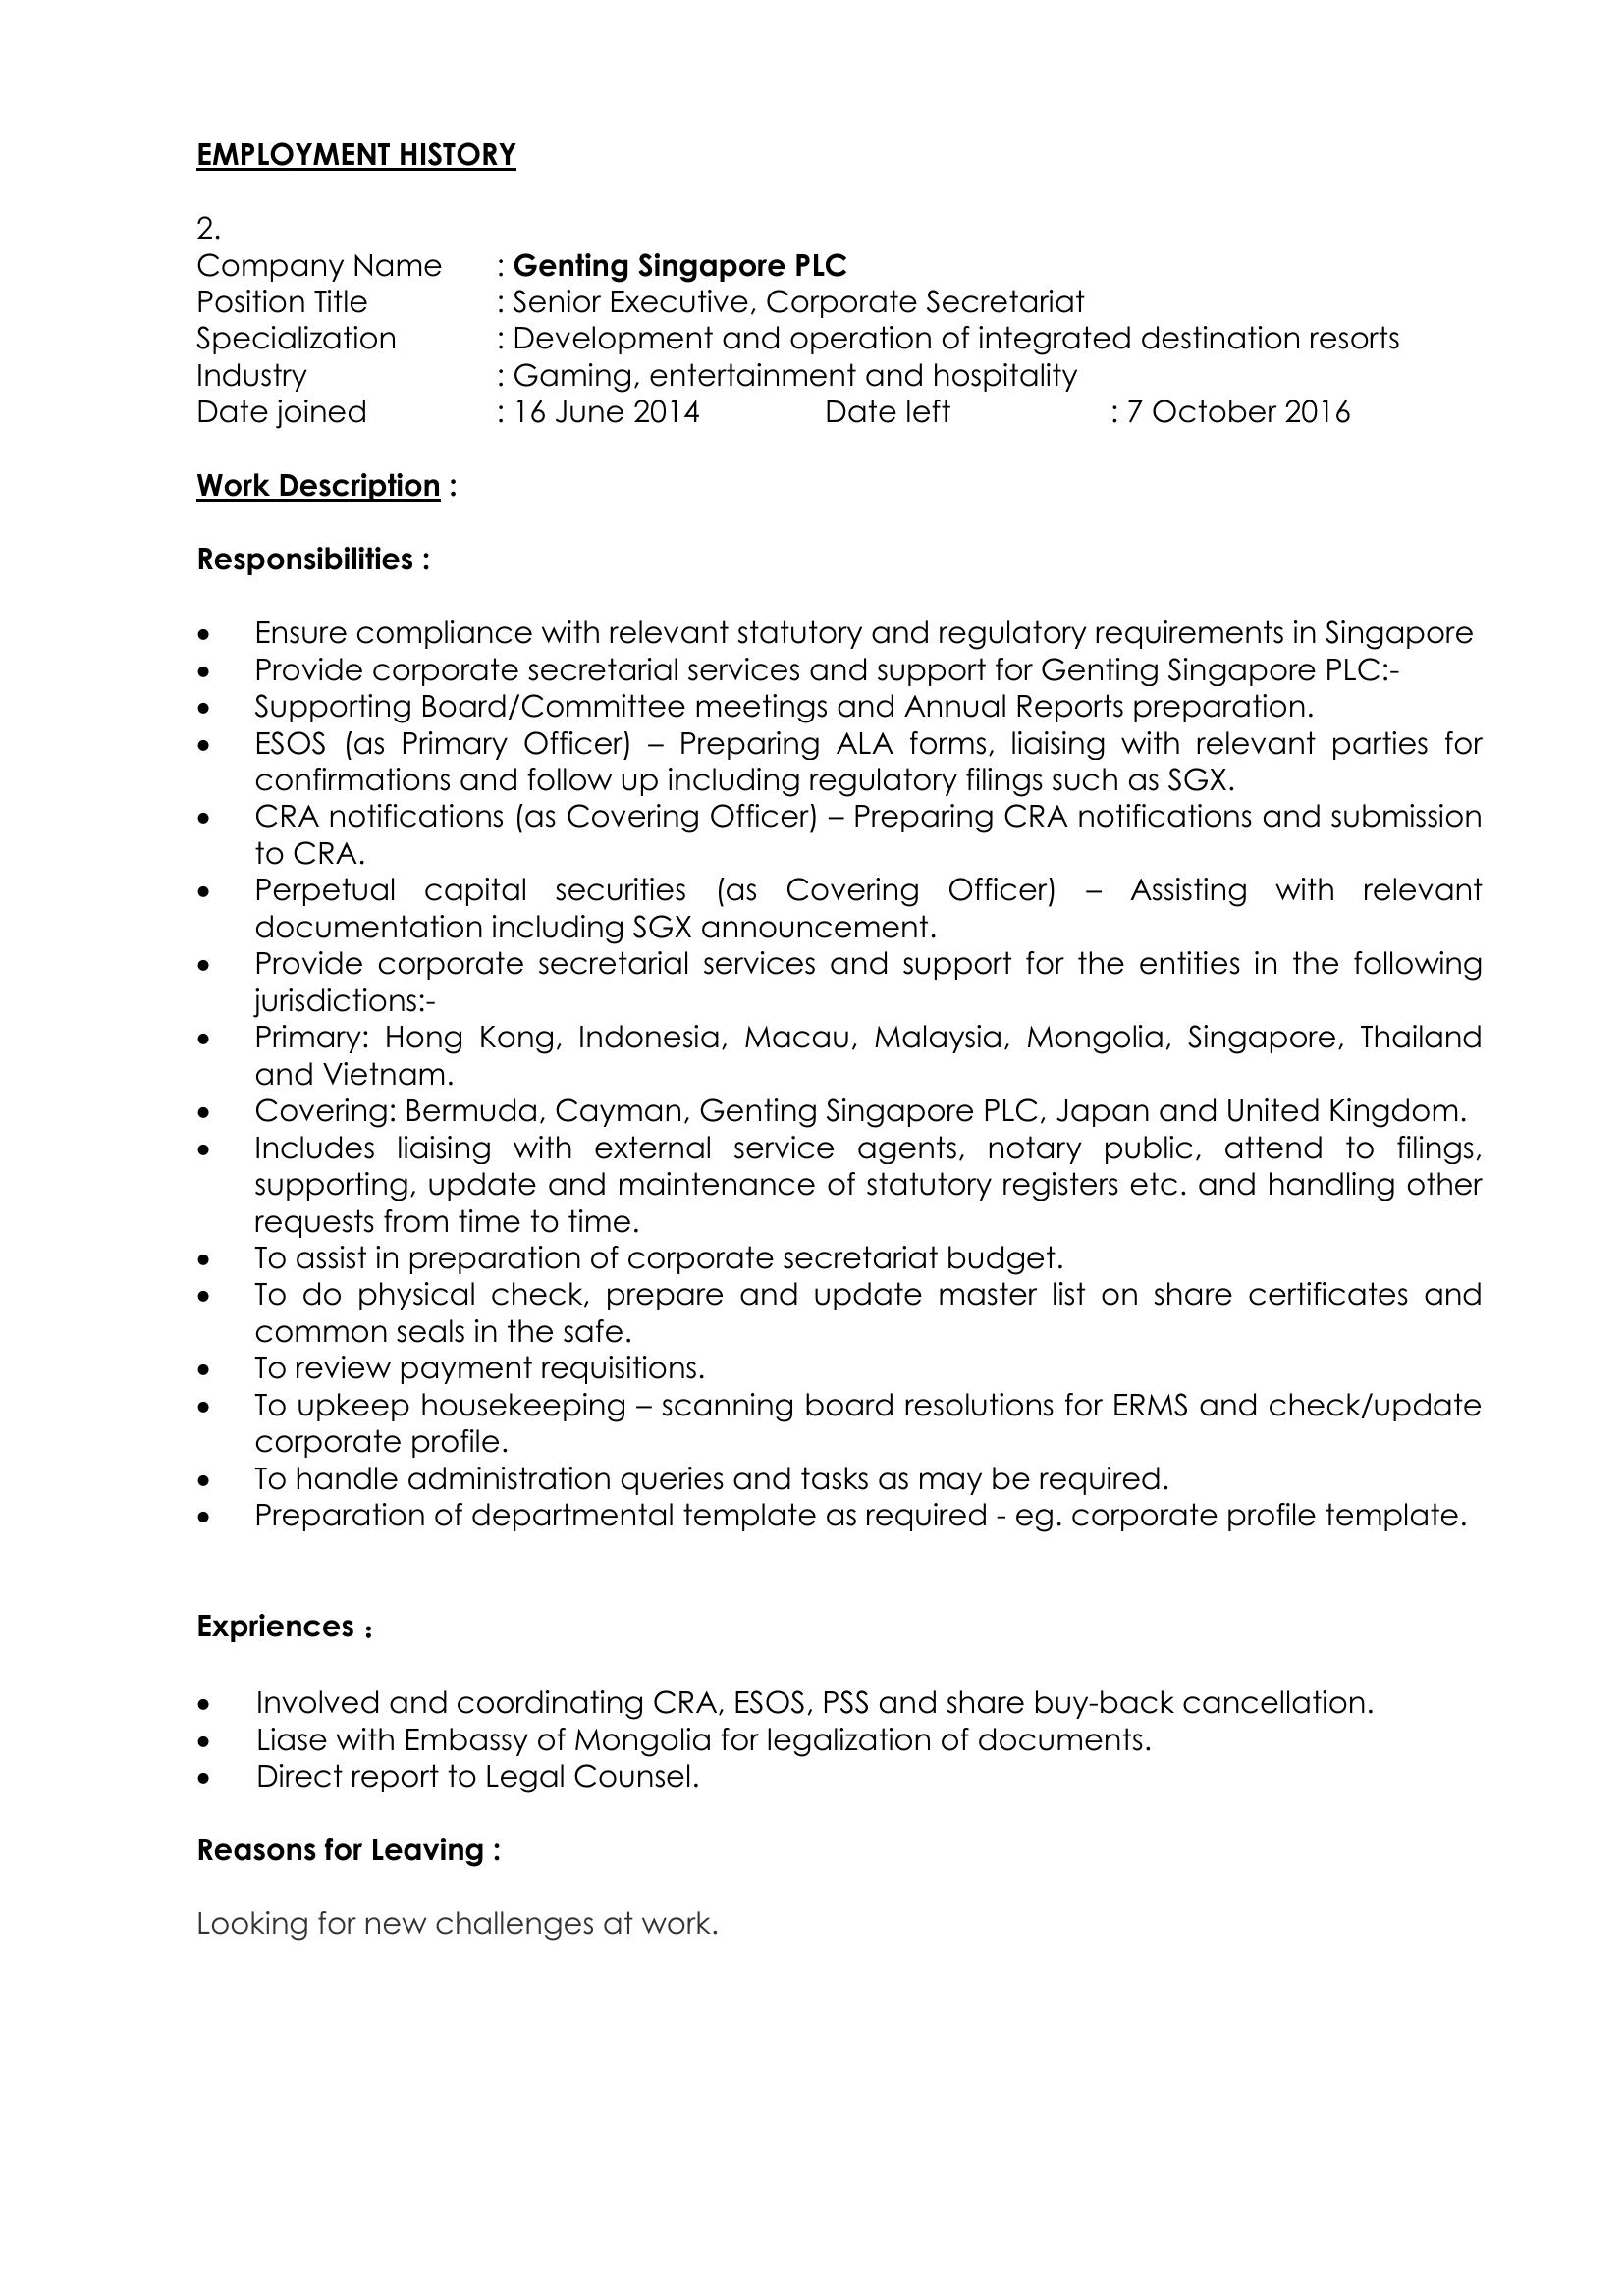 EMPLOYMENT HISTORY
2.
Company Name : Genting Singapore PLC
Position Title : Senior Executive, Corporate Secretariat
Specialization : Development and operation of integrated destination resorts
Industry : Gaming, entertainment and hospitality
Date joined : 16 June 2014 Date left : 7 October 2016
Work Description :
Responsibilities :
• Ensure compliance with relevant statutory and regulatory requirements in Singapore
• Provide corporate secretarial services and support for Genting Singapore PLC:-
• Supporting Board/Committee meetings and Annual Reports preparation.
• ESOS (as Primary Officer) – Preparing ALA forms, liaising with relevant parties for
confirmations and follow up including regulatory filings such as SGX.
• CRA notifications (as Covering Officer) – Preparing CRA notifications and submission
to CRA.
• Perpetual capital securities (as Covering Officer) – Assisting with relevant
documentation including SGX announcement.
• Provide corporate secretarial services and support for the entities in the following
jurisdictions:-
• Primary: Hong Kong, Indonesia, Macau, Malaysia, Mongolia, Singapore, Thailand
and Vietnam.
• Covering: Bermuda, Cayman, Genting Singapore PLC, Japan and United Kingdom.
• Includes liaising with external service agents, notary public, attend to filings,
supporting, update and maintenance of statutory registers etc. and handling other
requests from time to time.
• To assist in preparation of corporate secretariat budget.
• To do physical check, prepare and update master list on share certificates and
common seals in the safe.
• To review payment requisitions.
• To upkeep housekeeping – scanning board resolutions for ERMS and check/update
corporate profile.
• To handle administration queries and tasks as may be required.
• Preparation of departmental template as required - eg. corporate profile template.
Expriences ：
• Involved and coordinating CRA, ESOS, PSS and share buy-back cancellation.
• Liase with Embassy of Mongolia for legalization of documents.
• Direct report to Legal Counsel.
Reasons for Leaving :
Looking for new challenges at work.